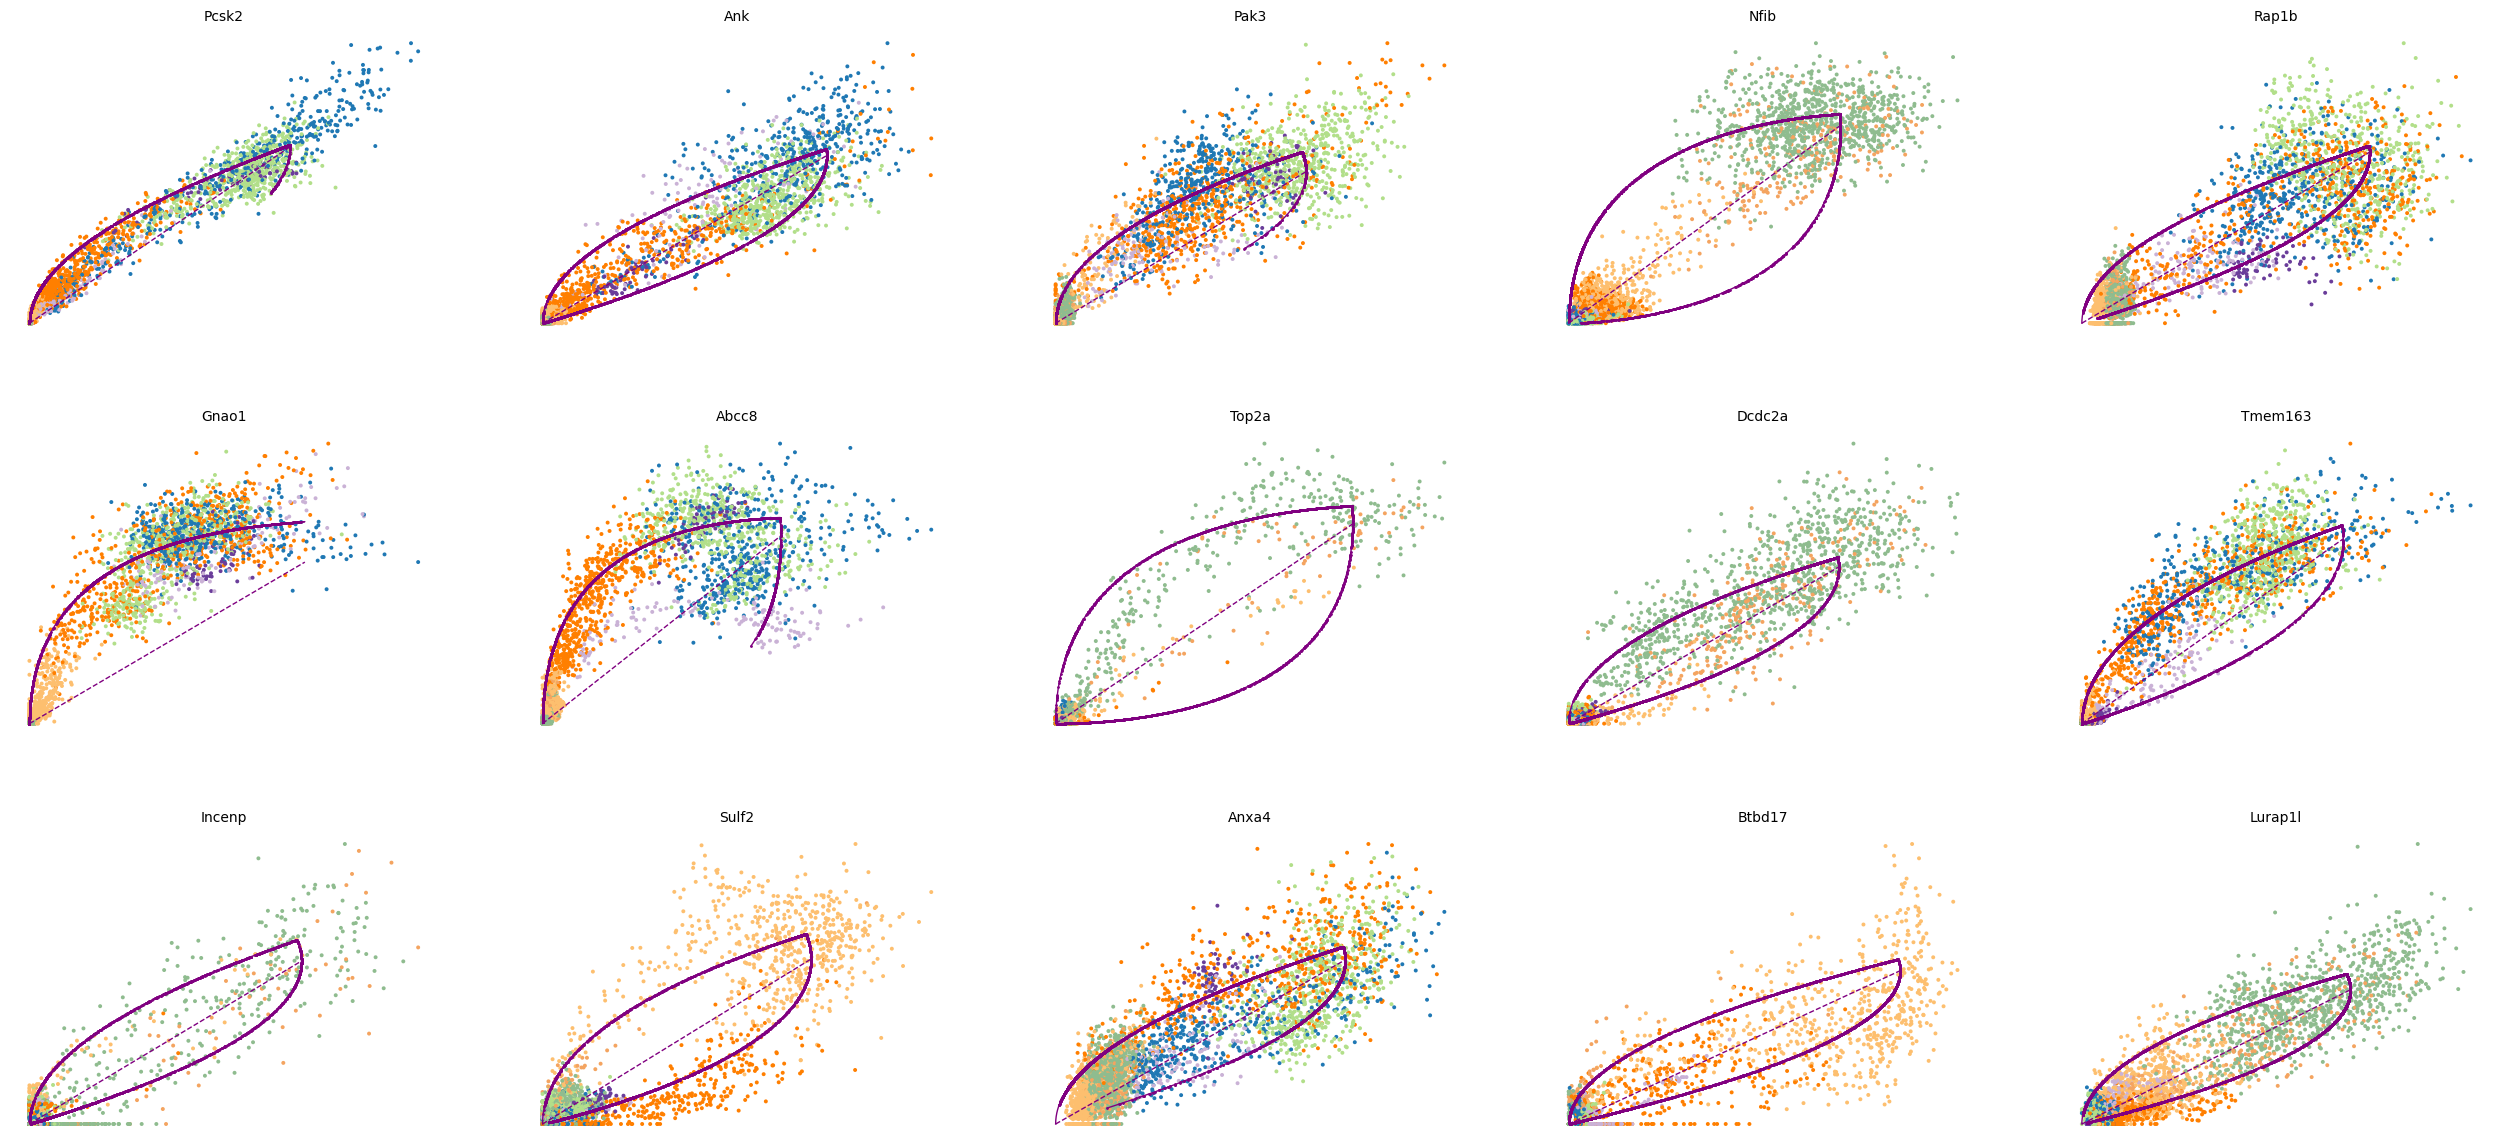 Pcsk2
Ank
Pak3
Nfib
Rap1b
Gnao1
Abcc8
Top2a
Dcdc2a
Tmem163
Incenp
Sulf2
Anxa4
Btbd17
Lurap1l